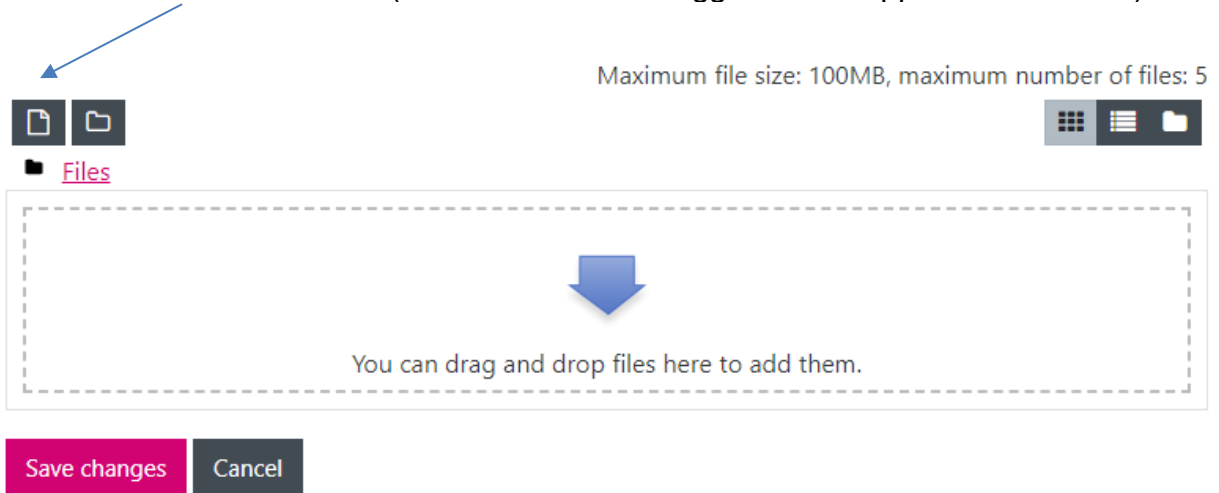 Maximum file size: 100MB, maximum number of files: 5
Files
You can drag and drop files here to add them.
Save changes Cancel